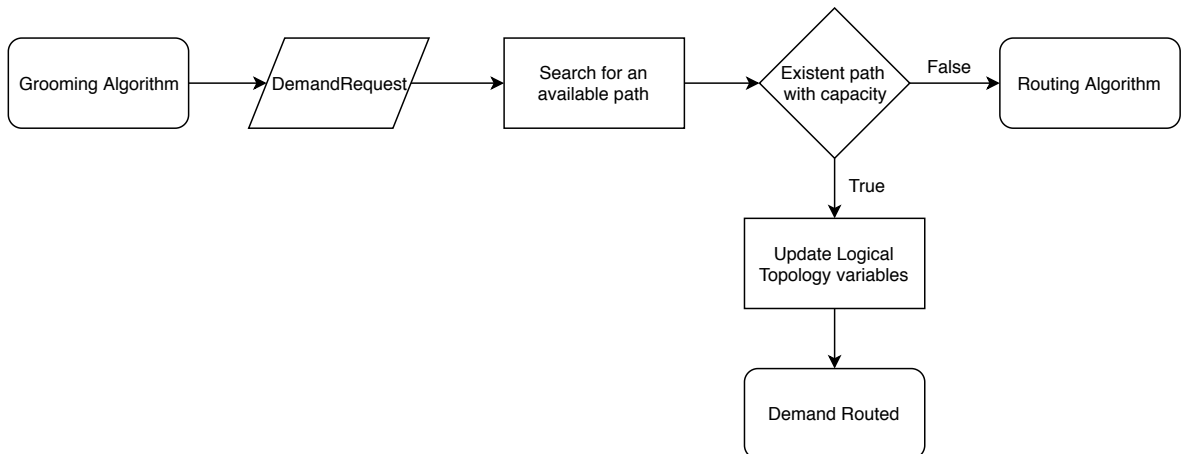 Grooming Algorithm
DemandRequest
Search for an
available path
Existent path
with capacity
False
Routing Algorithm
True
Update Logical
Topology variables
Demand Routed